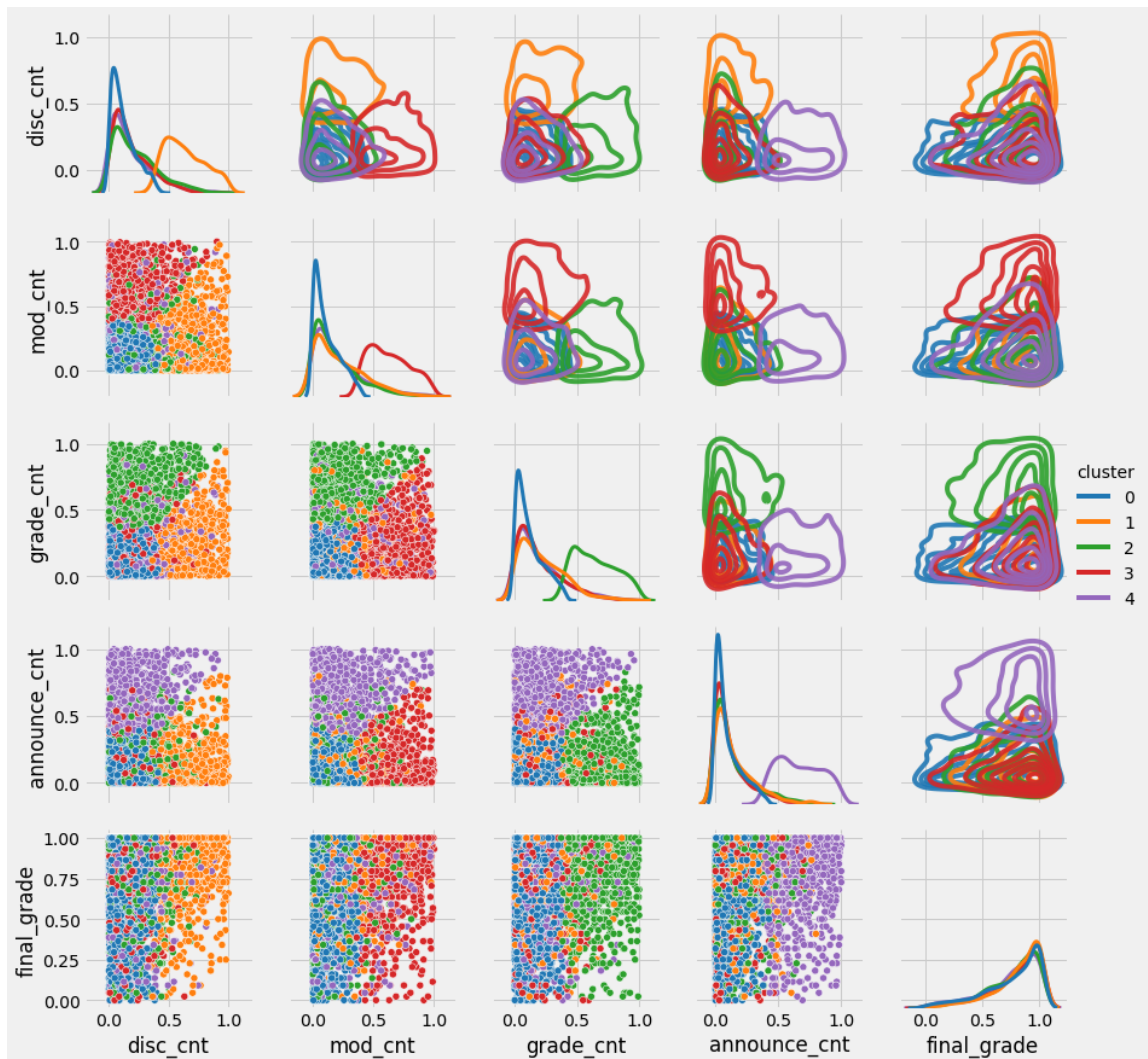 disc_cnt
1.0
0.5
0.0
mod_cnt
1.0
0.5
0.0
grade_cnt
1.0
0.5
0.0
cluster
0
1
2
3
4
announce_cnt
1.0
0.5
0.0
final_grade
1.00
0.75
0.50
0.25
0.00
0.0 0.5 1.0 0.0 0.5 1.0 0.0 0.5 1.0 0.0 0.5 1.0 0.0 0.5 1.0
disc_cnt mod_cnt grade_cnt announce_cnt final_grade